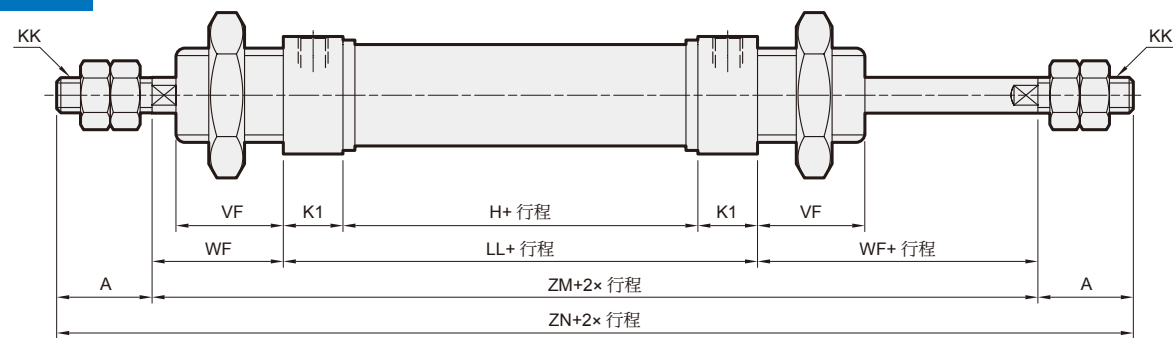 KK
KK
VF
K1
H+ 行程
K1
VF
WF
LL+ 行程
WF+ 行程
A
ZM+2× 行程
A
ZN+2× 行程